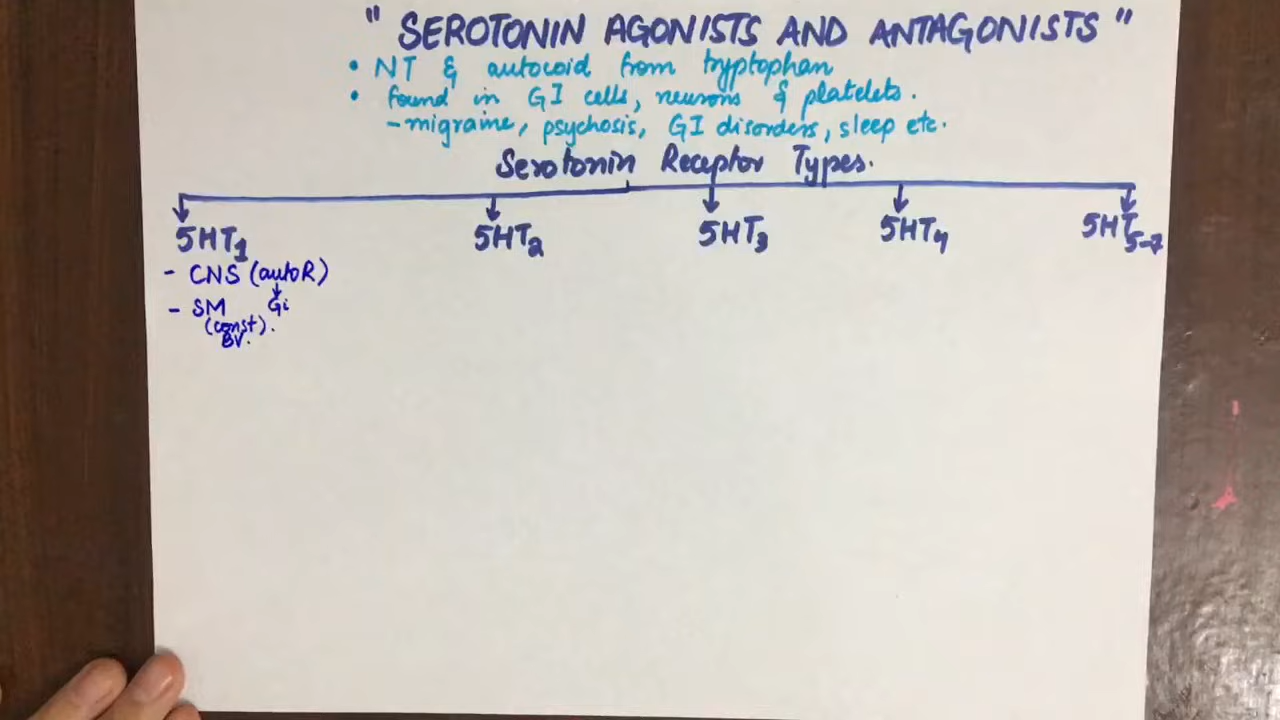 " SEROTONIN AGONISTS AND ANTAGONISTS "
• NT & autocoid from tryptophan
• found in GI cells, neurons & platelets.
- migraine, psychosis, GI disorders, sleep etc.
Serotonin Receptor Types.
5HT1 5HT2 5HT3 5HT4 5HT5-7
- CNS (autoR)
- SM Gi
(const).
BV.